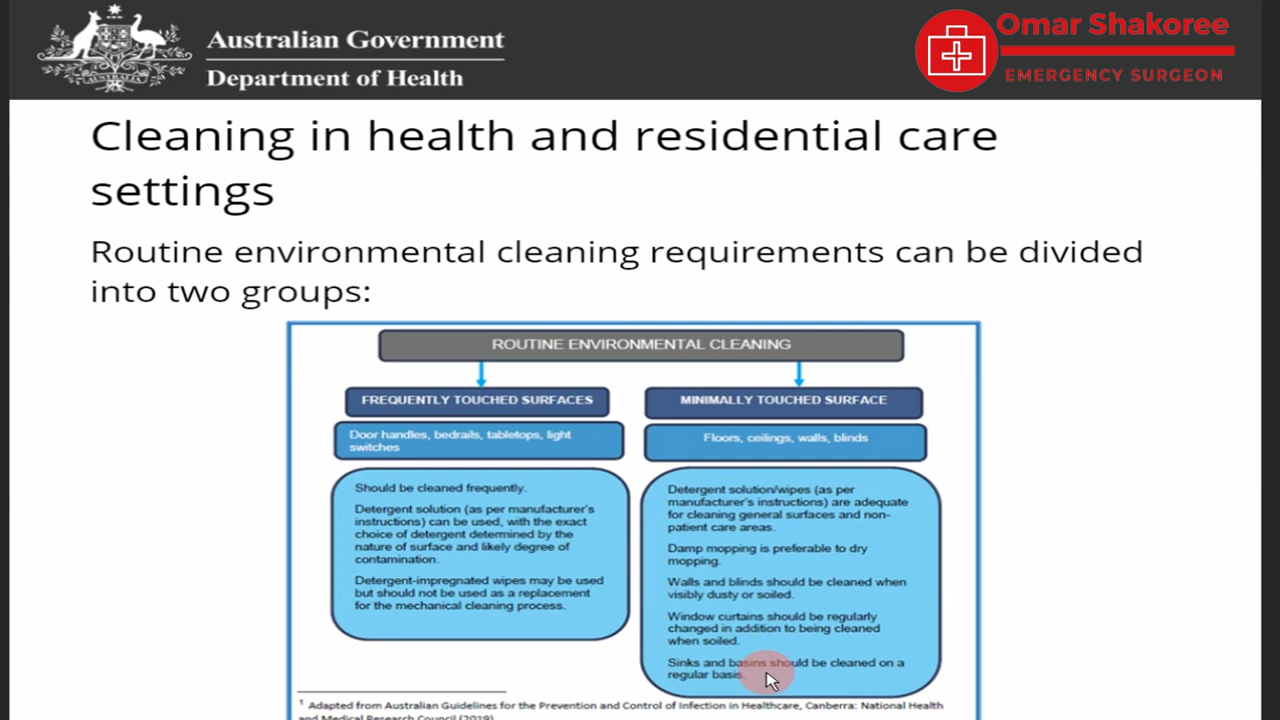 Australian Government
Department of Health
Omar Shakoree
EMERGENCY SURGEON
Cleaning in health and residential care
settings
Routine environmental cleaning requirements can be divided
into two groups:
ROUTINE ENVIRONMENTAL CLEANING
FREQUENTLY TOUCHED SURFACES
Door handles, bedrails, tabletops, light
switches
Should be cleaned frequently.
Detergent solution (as per manufacturer's
instructions) can be used, with the exact
choice of detergent determined by the
nature of surface and likely degree of
contamination.
Detergent-impregnated wipes may be used
but should not be used as a replacement
for the mechanical cleaning process.
MINIMALLY TOUCHED SURFACE
Floors, ceilings, walls, blinds
Detergent solution/wipes (as per
manufacturer's instructions) are adequate
for cleaning general surfaces and non-
patient care areas.
Damp mopping is preferable to dry
mopping.
Walls and blinds should be cleaned when
visibly dusty or soiled.
Window curtains should be regularly
changed in addition to being cleaned
when soiled.
Sinks and basins should be cleaned on a
regular basis.
1 Adapted from Australian Guidelines for the Prevention and Control of Infection in Healthcare, Canberra: National Health
and Medical Research Council (2019)